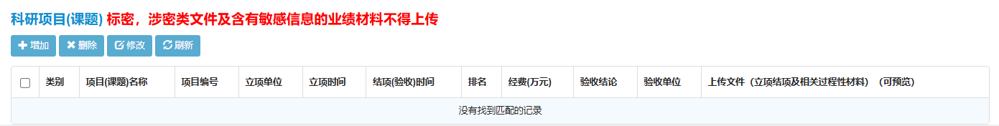 科研项目(课题) 标密，涉密类文件及含有敏感信息的业绩材料不得上传
增加 删除 修改 刷新
类别 项目(课题)名称 项目编号 立项单位 立项时间 结项(验收)时间 排名 经费(万元) 验收结论 验收单位 上传文件（立项结项及相关过程性材料）（可预览）
没有找到匹配的记录